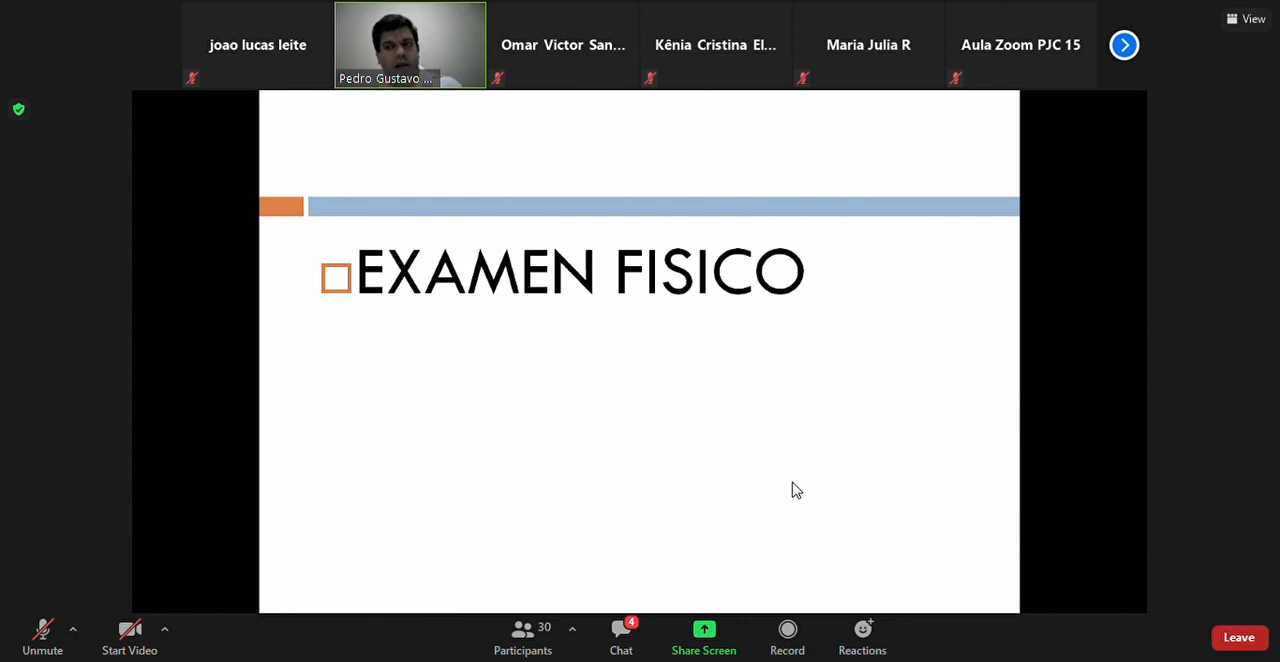 View
joao lucas leite
Pedro Gustavo ...
Omar Victor San...
Kênia Cristina El...
Maria Julia R
Aula Zoom PJC 15
EXAMEN FISICO
Unmute
Start Video
30
Participants
4
Chat
Share Screen
Record
Reactions
Leave